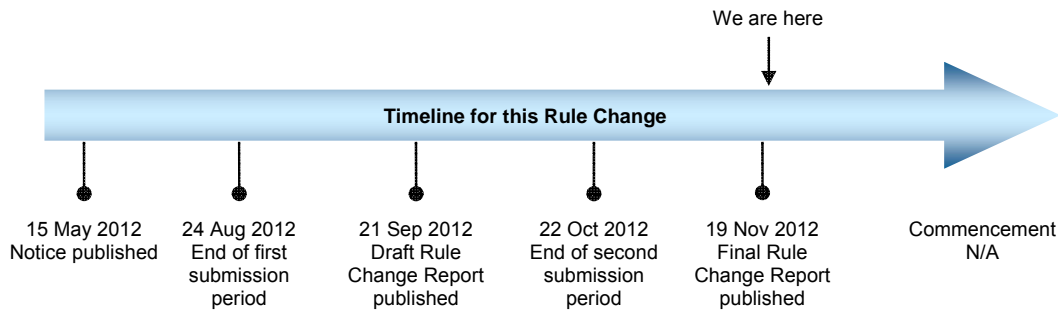 We are here
Timeline for this Rule Change
15 May 2012
Notice published
24 Aug 2012
End of first
submission
period
21 Sep 2012
Draft Rule
Change Report
published
22 Oct 2012
End of second
submission
period
19 Nov 2012
Final Rule
Change Report
published
Commencement
N/A